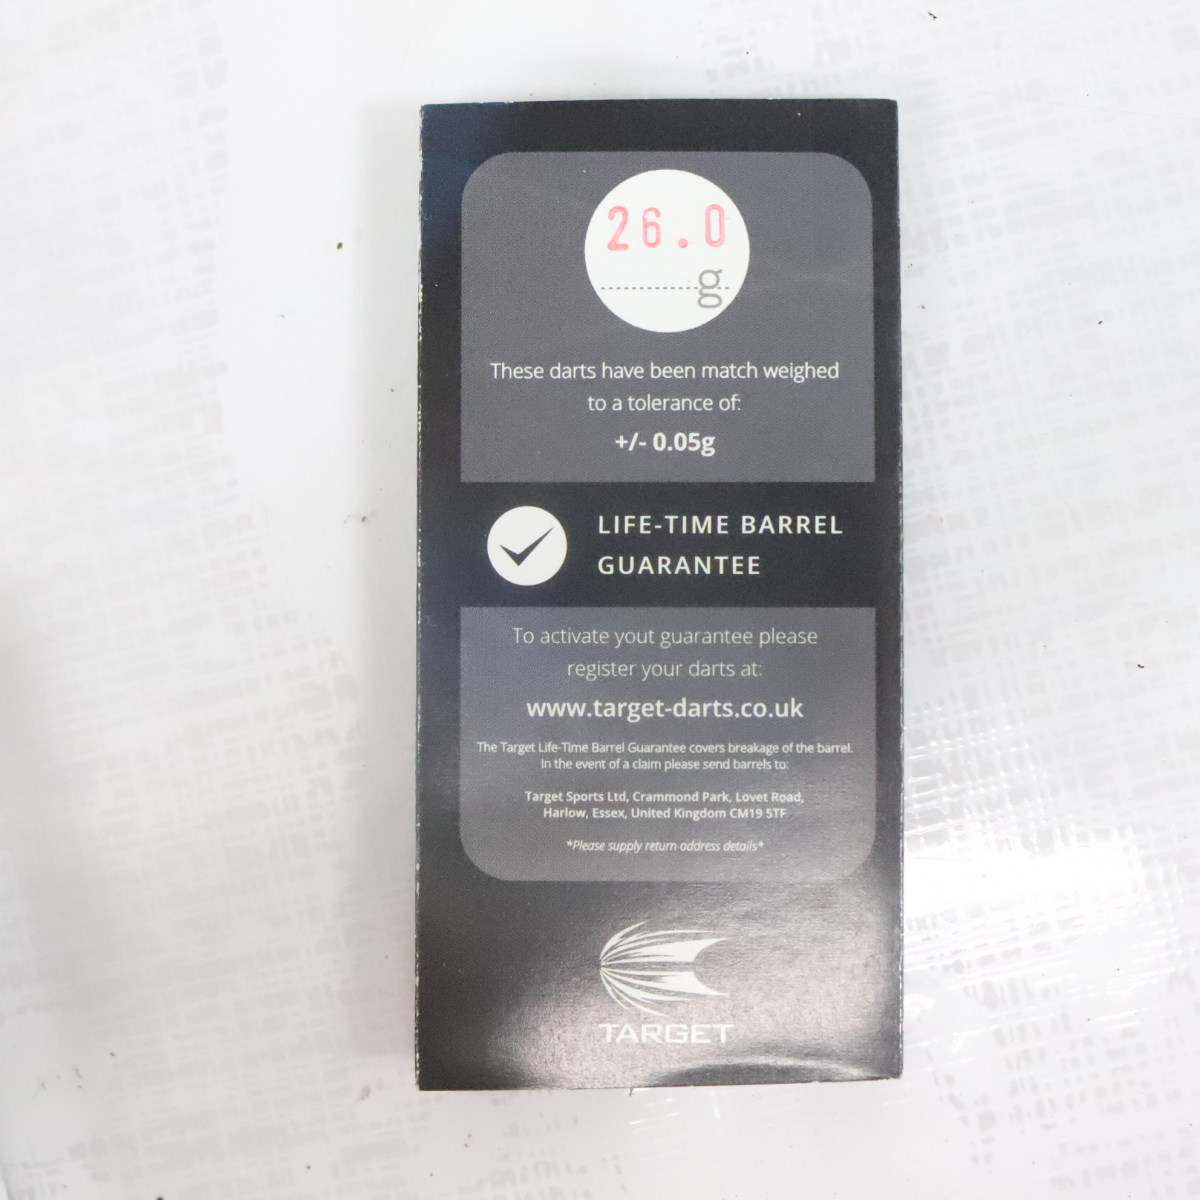 26.0
g
These darts have been match weighed
to a tolerance of:
+/- 0.05g
LIFE-TIME BARREL
GUARANTEE
To activate yout guarantee please
register your darts at:
www.target-darts.co.uk
The Target Life-Time Barrel Guarantee covers breakage of the barrel.
In the event of a claim please send barrels to:
Target Sports Ltd, Crammond Park, Lovet Road,
Harlow, Essex, United Kingdom CM19 5TF
*Please supply return address details*
TARGET